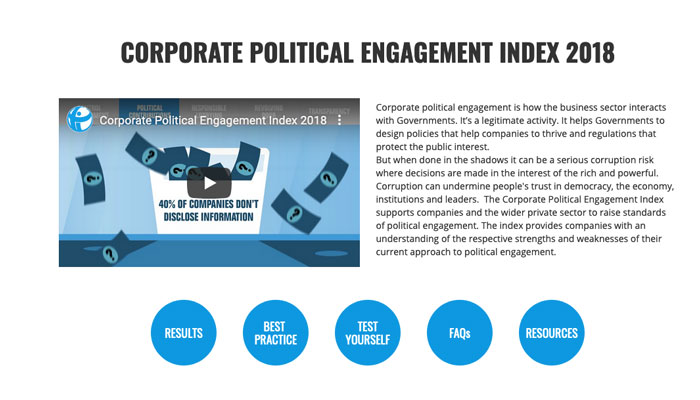 CORPORATE POLITICAL ENGAGEMENT INDEX 2018
POLITICAL
RESPONSIBLE
REVOLVING
TRANSPARENCY
Corporate Political Engagement Index 2018
40% OF COMPANIES DON'T
DISCLOSE INFORMATION
Corporate political engagement is how the business sector interacts
with Governments. It's a legitimate activity. It helps Governments to
design policies that help companies to thrive and regulations that
protect the public interest.
But when done in the shadows it can be a serious corruption risk
where decisions are made in the interest of the rich and powerful.
Corruption can undermine people's trust in democracy, the economy,
institutions and leaders. The Corporate Political Engagement Index
supports companies and the wider private sector to raise standards
of political engagement. The index provides companies with an
understanding of the respective strengths and weaknesses of their
current approach to political engagement.
RESULTS
BEST
PRACTICE
TEST
YOURSELF
FAQs
RESOURCES